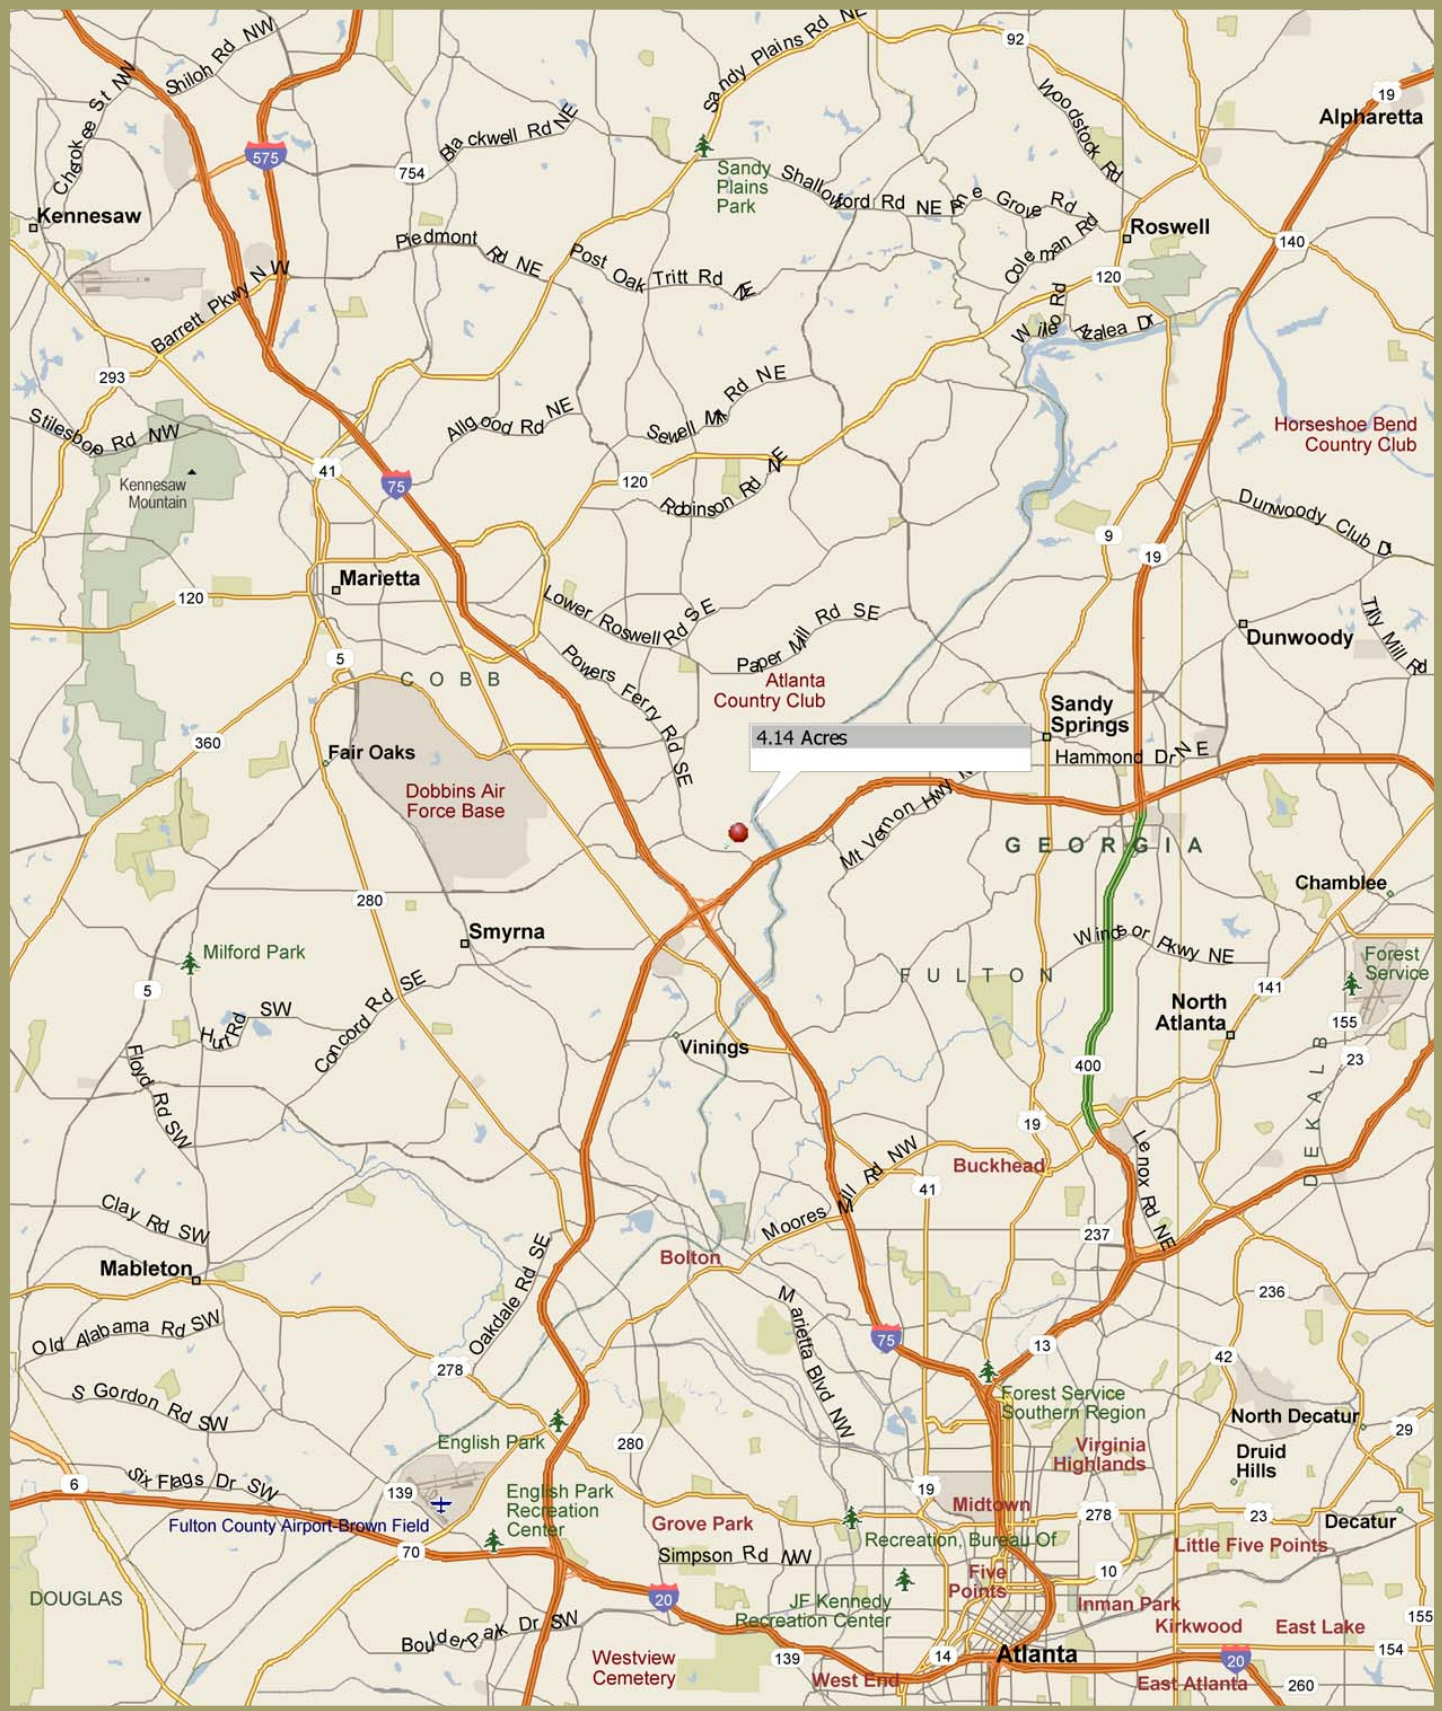 Shiloh Rd NW
Sandy Plains Rd NE
92
19
Alpharetta
Cherokee St NW
575
754
Blackwell Rd NE
Woodstock Rd
Sandy
Plains
Park
Shallowford Rd NE
Grove Rd
Kennesaw
Piedmont Rd NE
Post Oak Tritt Rd NE
Coleman Rd
Roswell
140
120
Barrett Pkwy NW
Rd
Azalea Dr
293
Stilesboro Rd NW
Allgood Rd NE
Sewell Mill Rd NE
Horseshoe Bend
Country Club
41
75
120
Robinson Rd NE
Kennesaw
Mountain
Dunwoody Club Dr
9
19
Marietta
120
Lower Roswell Rd SE
Paper Mill Rd SE
Tilly Mill Rd
Dunwoody
5
COBB
Powers Ferry Rd SE
Atlanta
Country Club
Sandy
Springs
360
Fair Oaks
4.14 Acres
Hammond Dr NE
Dobbins Air
Force Base
Mt Vernon Hwy
GEORGIA
Chamblee
280
Smyrna
Milford Park
Windsor Pkwy NE
Forest
Service
5
FULTON
141
Hurt Rd SW
Concord Rd SE
North
Atlanta
155
Vinings
23
Floyd Rd SW
400
DEKALB
19
Lenox Rd NE
Buckhead
Moores Mill Rd NW
41
Clay Rd SW
237
Mableton
Oakdale Rd SE
Bolton
236
Marietta Blvd NW
Old Alabama Rd SW
75
13
42
278
S Gordon Rd SW
Forest Service
Southern Region
North Decatur
29
English Park
280
Virginia
Highlands
Druid
Hills
6
Six Flags Dr SW
139
English Park
Recreation
Center
19
Midtown
278
23
Decatur
Fulton County Airport-Brown Field
Grove Park
Recreation, Bureau Of
Little Five Points
70
Simpson Rd NW
Five
Points
10
DOUGLAS
20
JF Kennedy
Recreation Center
Inman Park
Kirkwood
East Lake
155
Boulder Park Dr SW
Westview
Cemetery
139
14
Atlanta
154
20
West End
East Atlanta
260